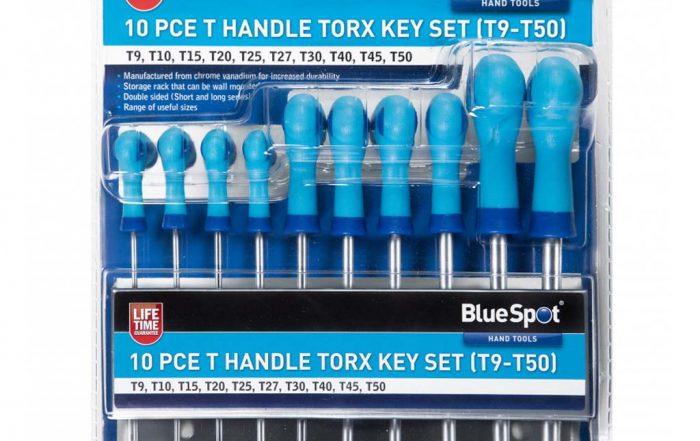 HAND TOOLS
10 PCE T HANDLE TORX KEY SET (T9-T50)
T9, T10, T15, T20, T25, T27, T30, T40, T45, T50
• Manufactured from chrome vanadium for increased durability
• Storage rack that can be wall mounted
• Double sided (Short and long series)
• Range of useful sizes
LIFE
TIME
GUARANTEE
BlueSpot®
HAND TOOLS
10 PCE T HANDLE TORX KEY SET (T9-T50)
T9, T10, T15, T20, T25, T27, T30, T40, T45, T50